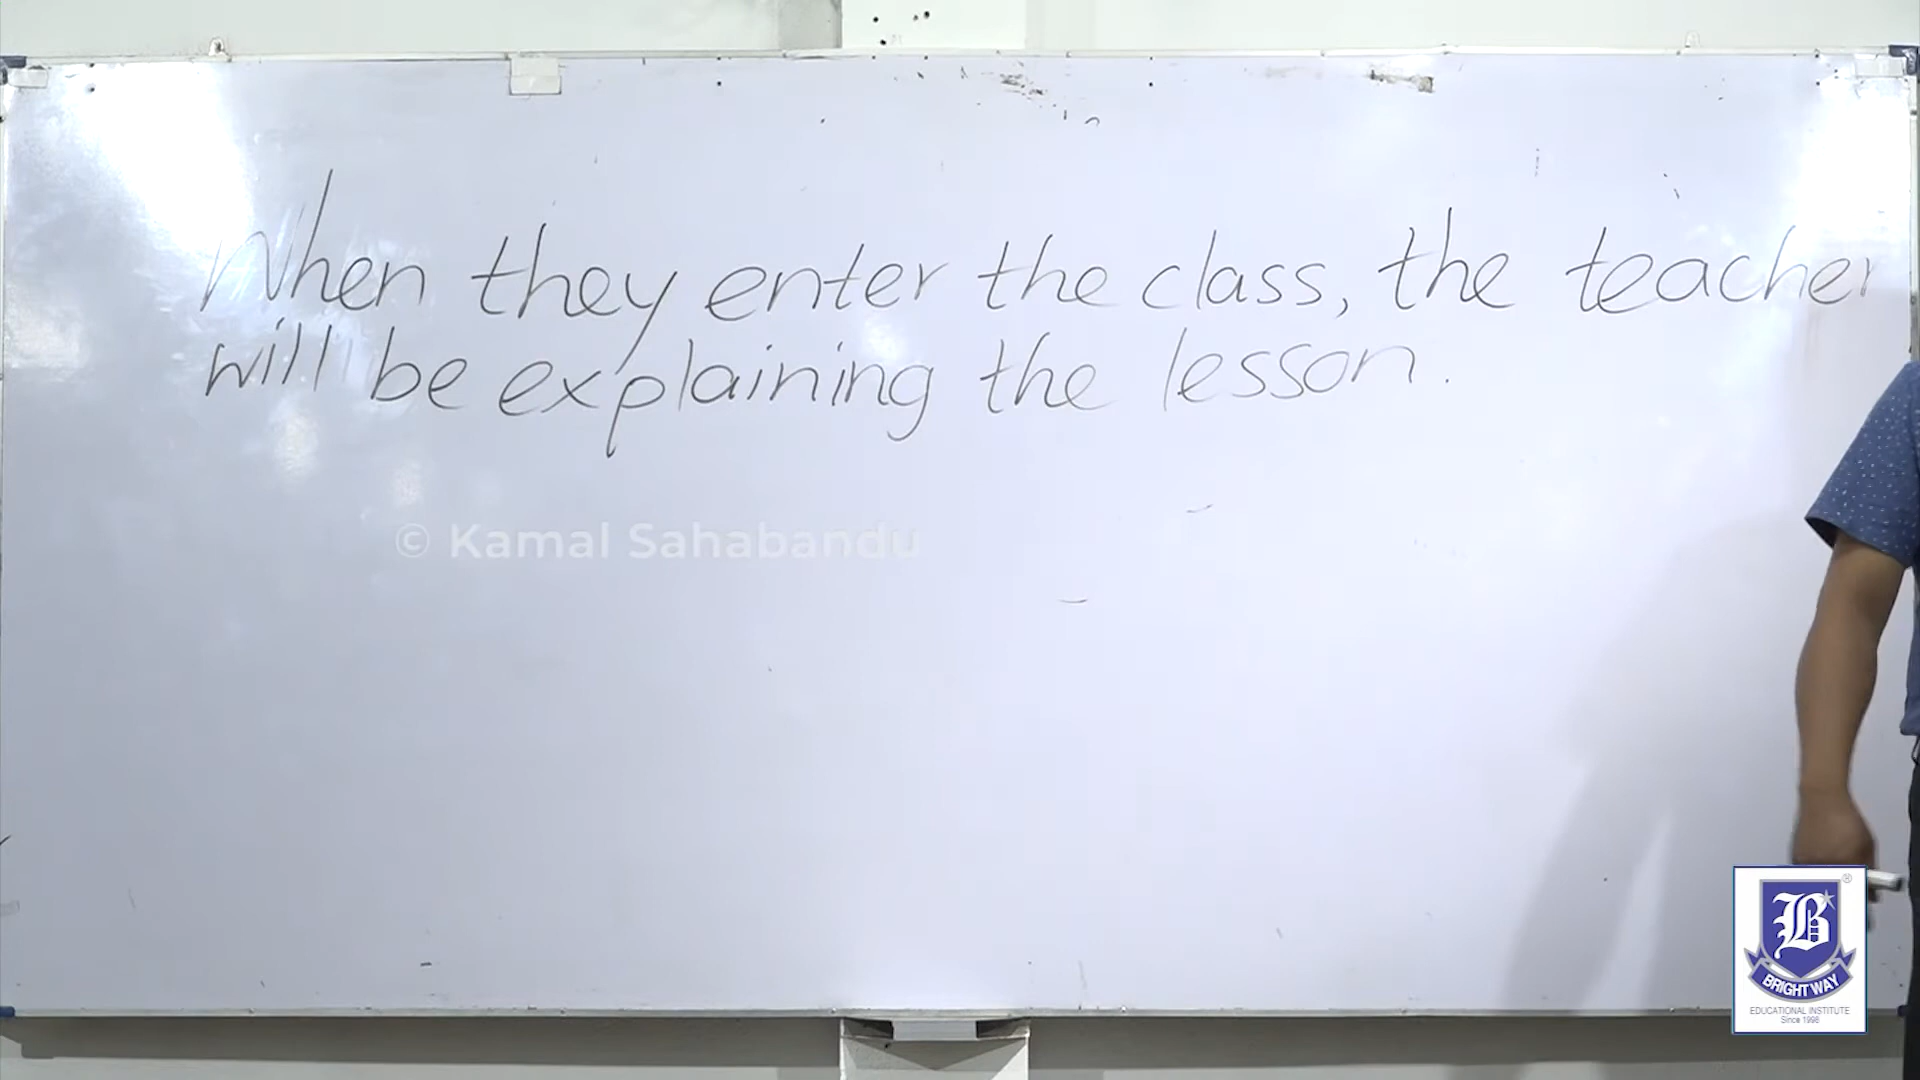 When they enter the class, the teacher
will be explaining the lesson.
© Kamal Sahabandu
B
BRIGHT WAY
EDUCATIONAL INSTITUTE
Since 1998